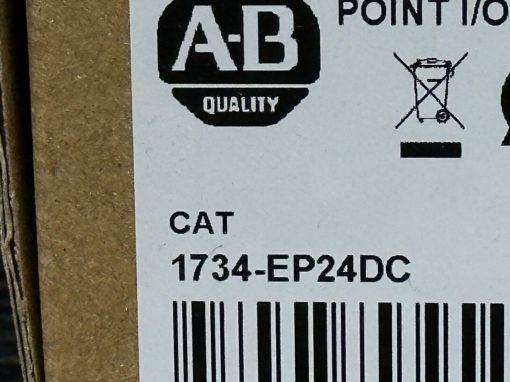 A-B
QUALITY
POINT I/O
CAT
1734-EP24DC